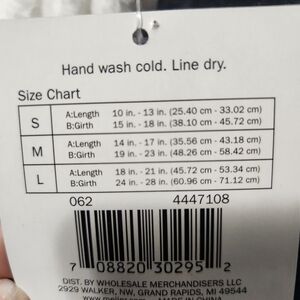 Hand wash cold. Line dry.
Size Chart
S A:Length 10 in. - 13 in. (25.40 cm - 33.02 cm)
B:Girth 15 in. - 18 in. (38.10 cm - 45.72 cm)
M A:Length 14 in. - 17 in. (35.56 cm - 43.18 cm)
B:Girth 19 in. - 23 in. (48.26 cm - 58.42 cm)
L A:Length 18 in. - 21 in. (45.72 cm - 53.34 cm)
B:Girth 24 in. - 28 in. (60.96 cm - 71.12 cm)
062 4447108
7 08820 30295 2
DIST. BY WHOLESALE MERCHANDISERS LLC
2929 WALKER, NW, GRAND RAPIDS, MI 49544